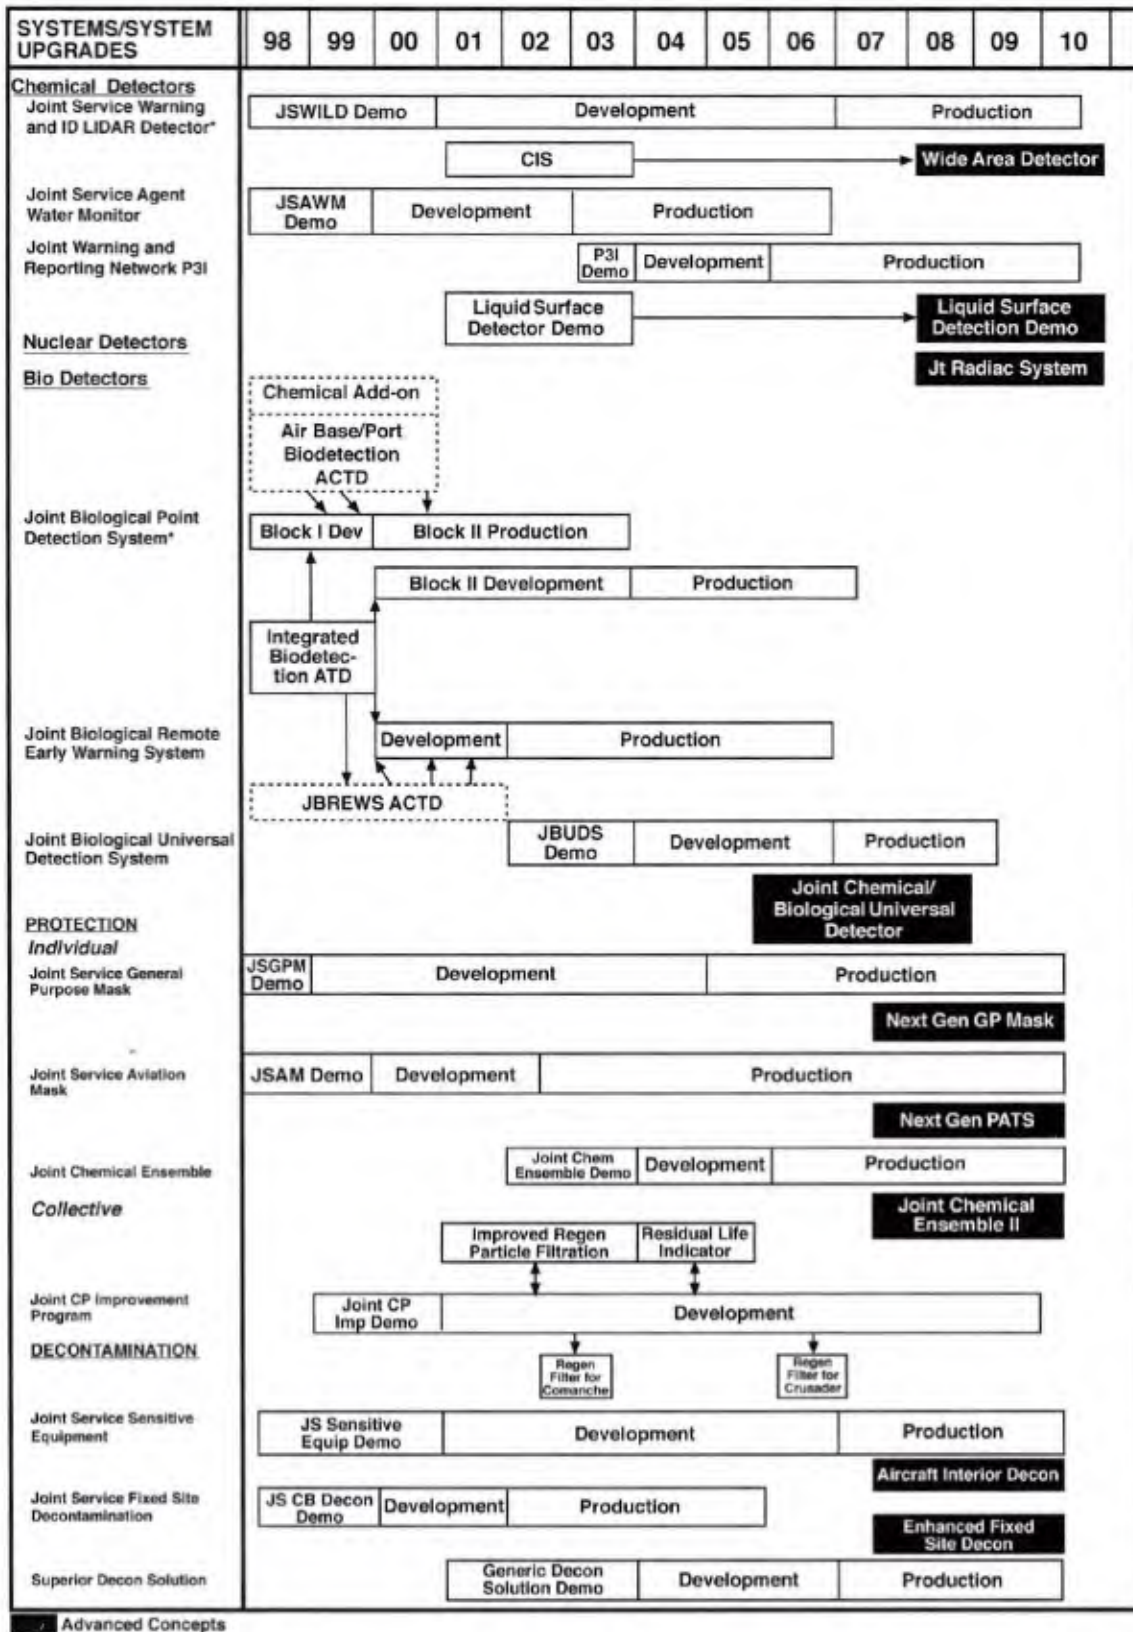 SYSTEMS/SYSTEM
UPGRADES
98 99 00 01 02 03 04 05 06 07 08 09 10
Chemical Detectors
Joint Service Warning
and ID LIDAR Detector*
JSWILD Demo
Development
Production
CIS
Wide Area Detector
Joint Service Agent
Water Monitor
JSAWM
Demo
Development
Production
Joint Warning and
Reporting Network P3I
P3I
Demo
Development
Production
Liquid Surface
Detector Demo
Liquid Surface
Detection Demo
Nuclear Detectors
Jt Radiac System
Bio Detectors
Chemical Add-on
Air Base/Port
Biodetection
ACTD
Joint Biological Point
Detection System*
Block I Dev
Block II Production
Block II Development
Production
Integrated
Biodetec-
tion ATD
Joint Biological Remote
Early Warning System
Development
Production
JBREWS ACTD
Joint Biological Universal
Detection System
JBUDS
Demo
Development
Production
Joint Chemical/
Biological Universal
Detector
PROTECTION
Individual
Joint Service General
Purpose Mask
JSGPM
Demo
Development
Production
Next Gen GP Mask
Joint Service Aviation
Mask
JSAM Demo
Development
Production
Next Gen PATS
Joint Chemical Ensemble
Joint Chem
Ensemble Demo
Development
Production
Collective
Joint Chemical
Ensemble II
Improved Regen
Particle Filtration
Residual Life
Indicator
Joint CP Improvement
Program
Joint CP
Imp Demo
Development
DECONTAMINATION
Regen
Filter for
Comanche
Regen
Filter for
Crusader
Joint Service Sensitive
Equipment
JS Sensitive
Equip Demo
Development
Production
Aircraft Interior Decon
Joint Service Fixed Site
Decontamination
JS CB Decon
Demo
Development
Production
Enhanced Fixed
Site Decon
Superior Decon Solution
Generic Decon
Solution Demo
Development
Production
Advanced Concepts